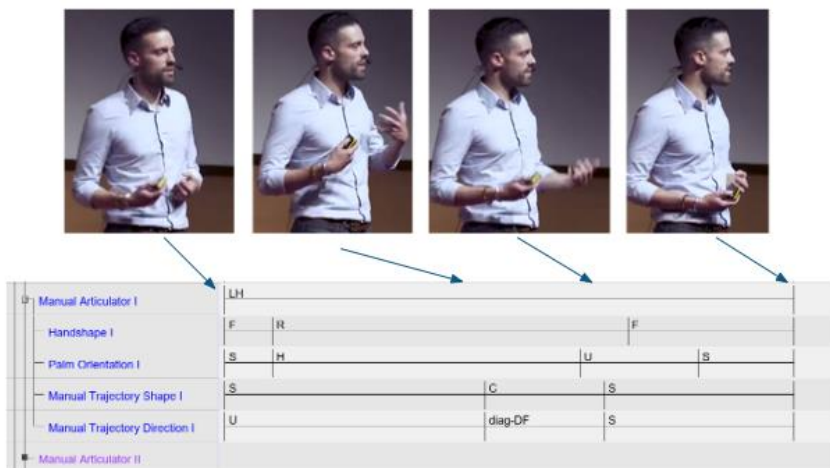 Manual Articulator I LH
Handshape I F R F
Palm Orientation I S H U S
Manual Trajectory Shape I S C S
Manual Trajectory Direction I U diag-DF S
Manual Articulator II